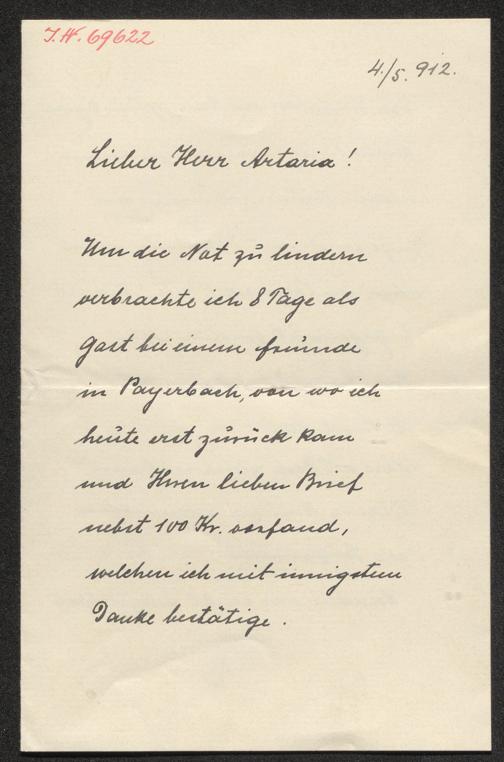 J.N. 69622
4./5. 912.
Lieber Herr Artaria!
Um die Not zu lindern
verbrachte ich 8 Tage als
Gast bei einem Freunde
in Payerbach, von wo ich
heute erst zurück kam
und Ihren lieben Brief
nebst 100 Kr. vorfand,
welchen ich mit innigstem
Danke bestätige.